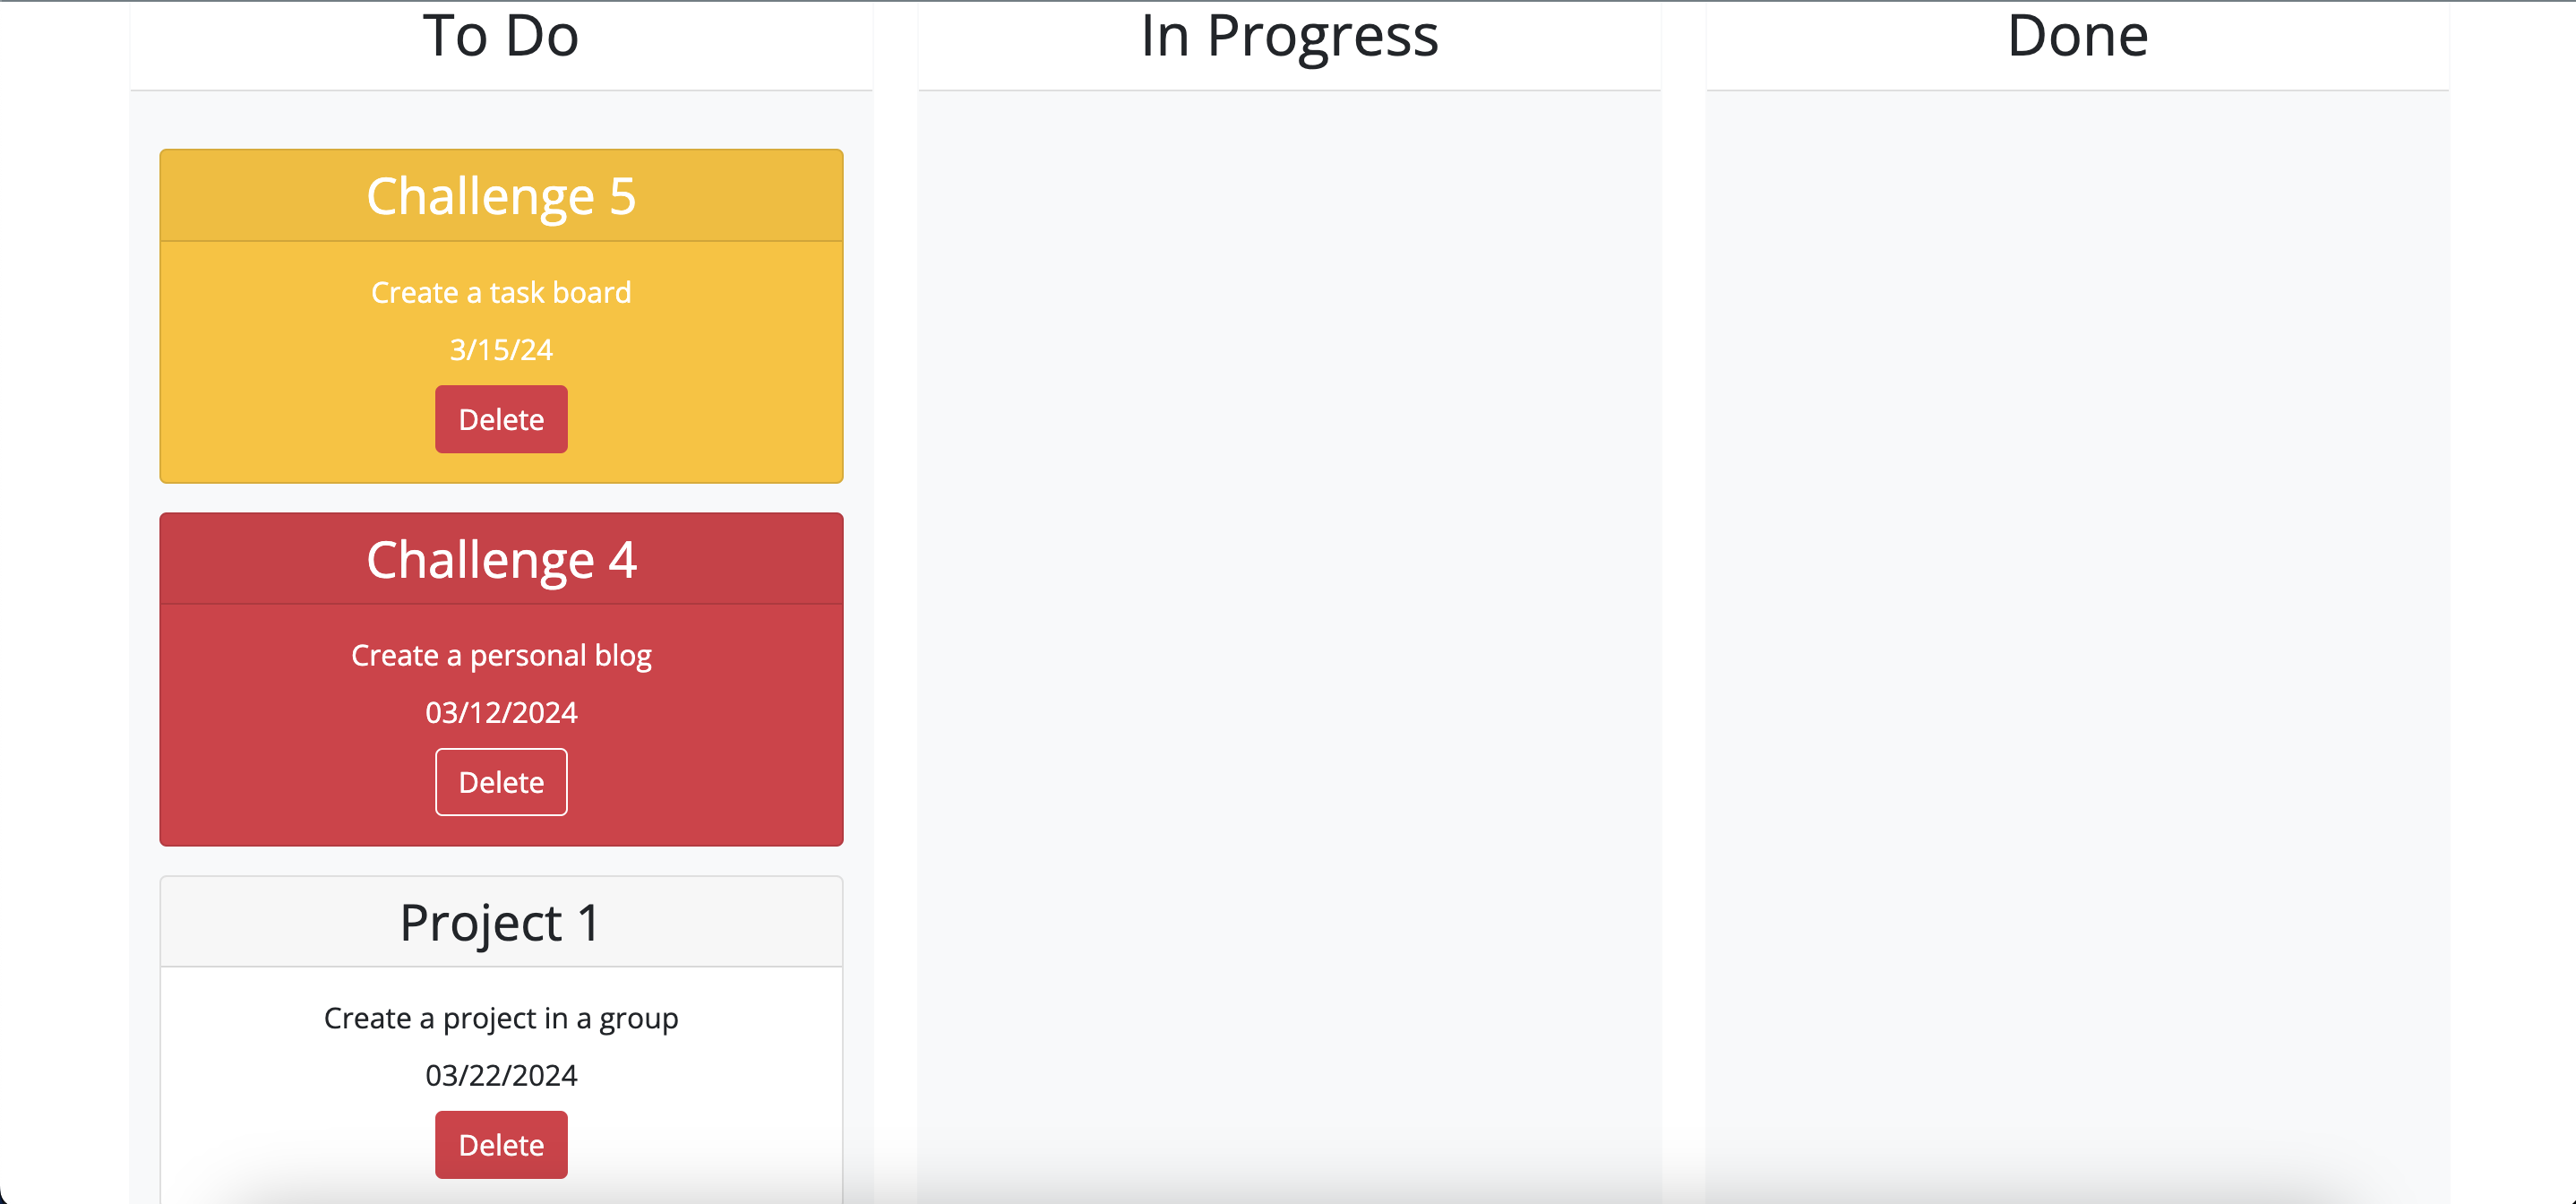 To Do
In Progress
Done
Challenge 5
Create a task board
3/15/24
Delete
Challenge 4
Create a personal blog
03/12/2024
Delete
Project 1
Create a project in a group
03/22/2024
Delete